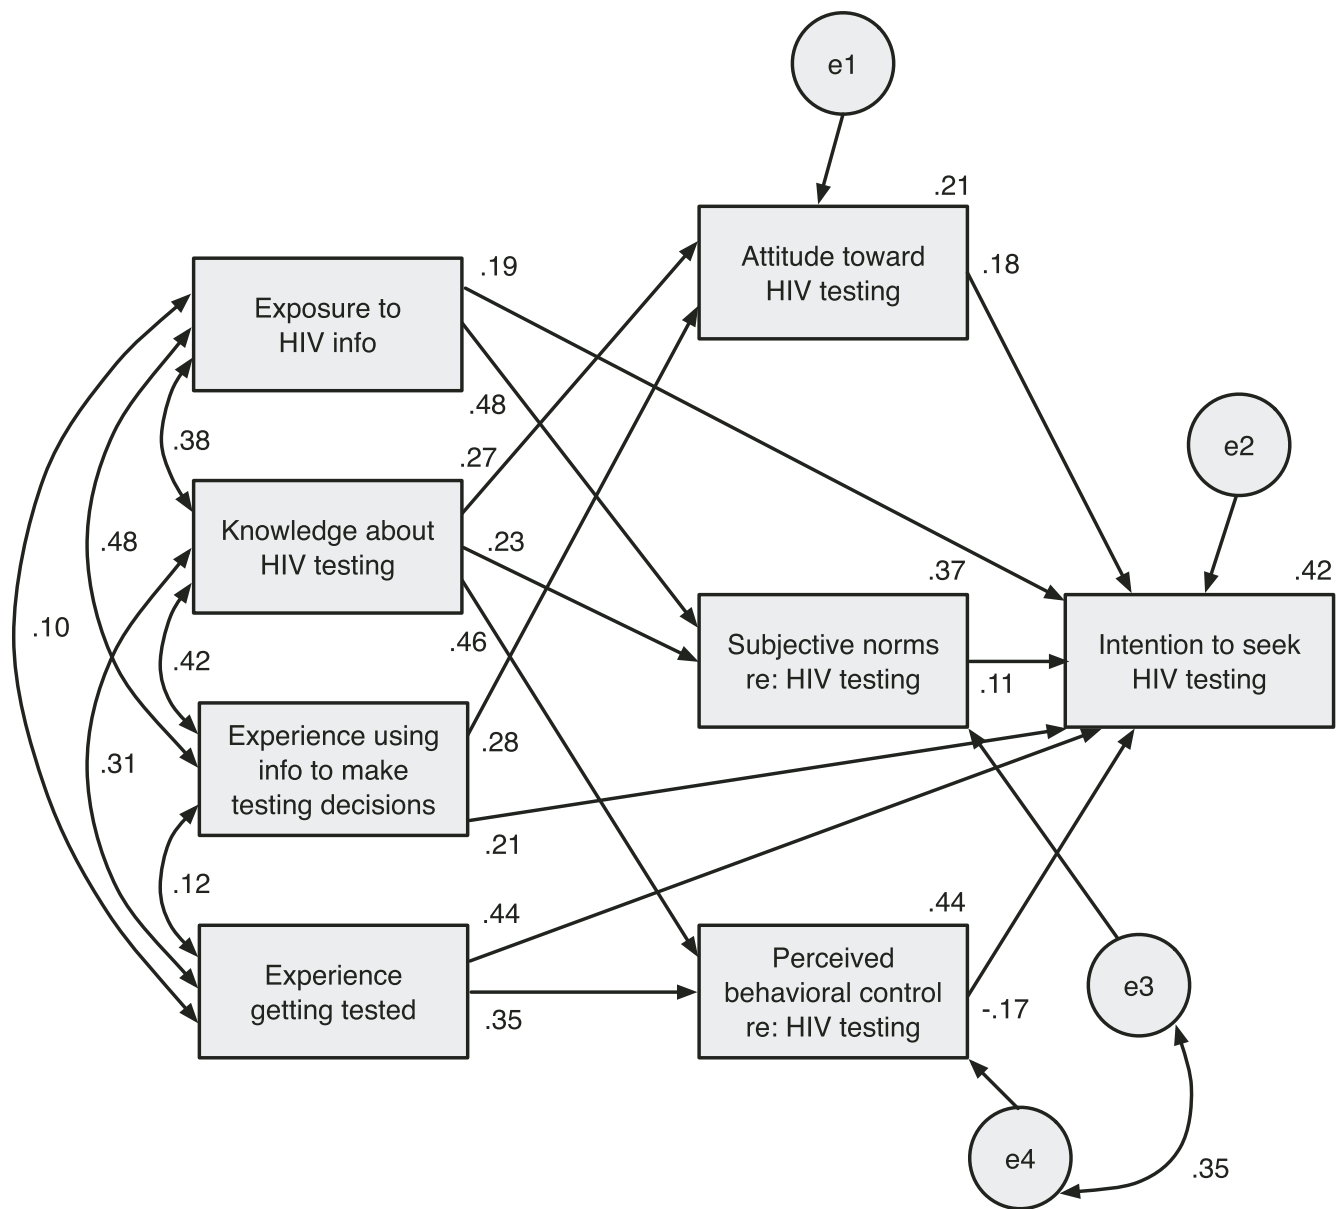 e1
.21
Attitude toward
HIV testing
.18
.19
Exposure to
HIV info
.48
.38
.27
Knowledge about
HIV testing
.23
.46
.48
.10
.42
.31
e2
.42
.37
Subjective norms
re: HIV testing
.11
Intention to seek
HIV testing
Experience using
info to make
testing decisions
.28
.21
.12
.44
Experience
getting tested
.35
.44
Perceived
behavioral control
re: HIV testing
-.17
e3
e4
.35